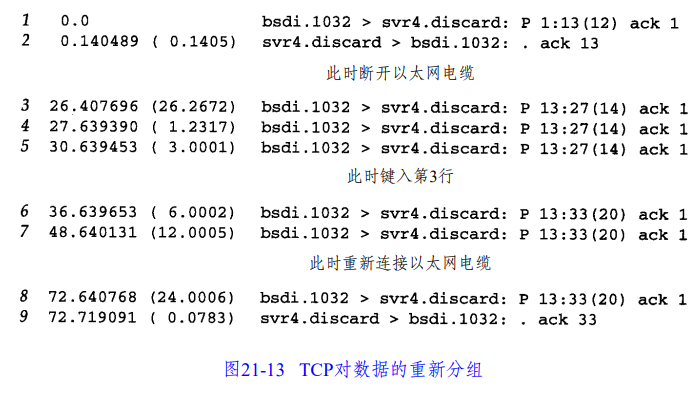 1 0.0 bsdi.1032 > svr4.discard: P 1:13(12) ack 1
2 0.140489 ( 0.1405) svr4.discard > bsdi.1032: . ack 13
此时断开以太网电缆
3 26.407696 (26.2672) bsdi.1032 > svr4.discard: P 13:27(14) ack 1
4 27.639390 ( 1.2317) bsdi.1032 > svr4.discard: P 13:27(14) ack 1
5 30.639453 ( 3.0001) bsdi.1032 > svr4.discard: P 13:27(14) ack 1
此时键入第3行
6 36.639653 ( 6.0002) bsdi.1032 > svr4.discard: P 13:33(20) ack 1
7 48.640131 (12.0005) bsdi.1032 > svr4.discard: P 13:33(20) ack 1
此时重新连接以太网电缆
8 72.640768 (24.0006) bsdi.1032 > svr4.discard: P 13:33(20) ack 1
9 72.719091 ( 0.0783) svr4.discard > bsdi.1032: . ack 33
图21-13 TCP对数据的重新分组